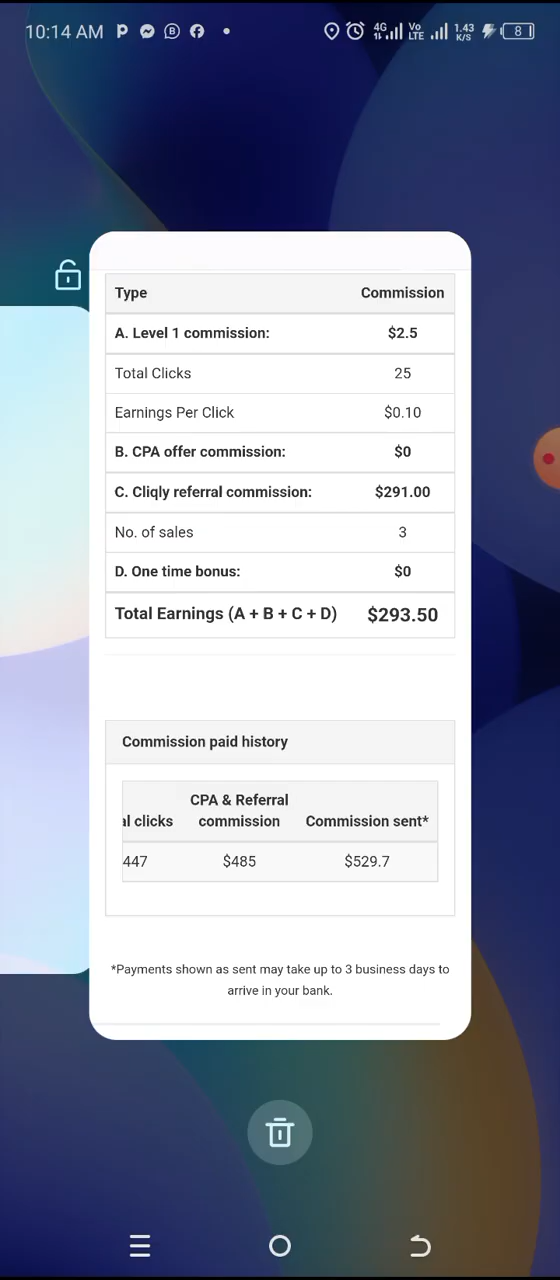 10:14 AM
4G
Vo
LTE
1.43
K/S
8
Type Commission
A. Level 1 commission: $2.5
Total Clicks 25
Earnings Per Click $0.10
B. CPA offer commission: $0
C. Cliqly referral commission: $291.00
No. of sales 3
D. One time bonus: $0
Total Earnings (A + B + C + D) $293.50
Commission paid history
CPA & Referral
al clicks commission Commission sent*
447 $485 $529.7
*Payments shown as sent may take up to 3 business days to
arrive in your bank.